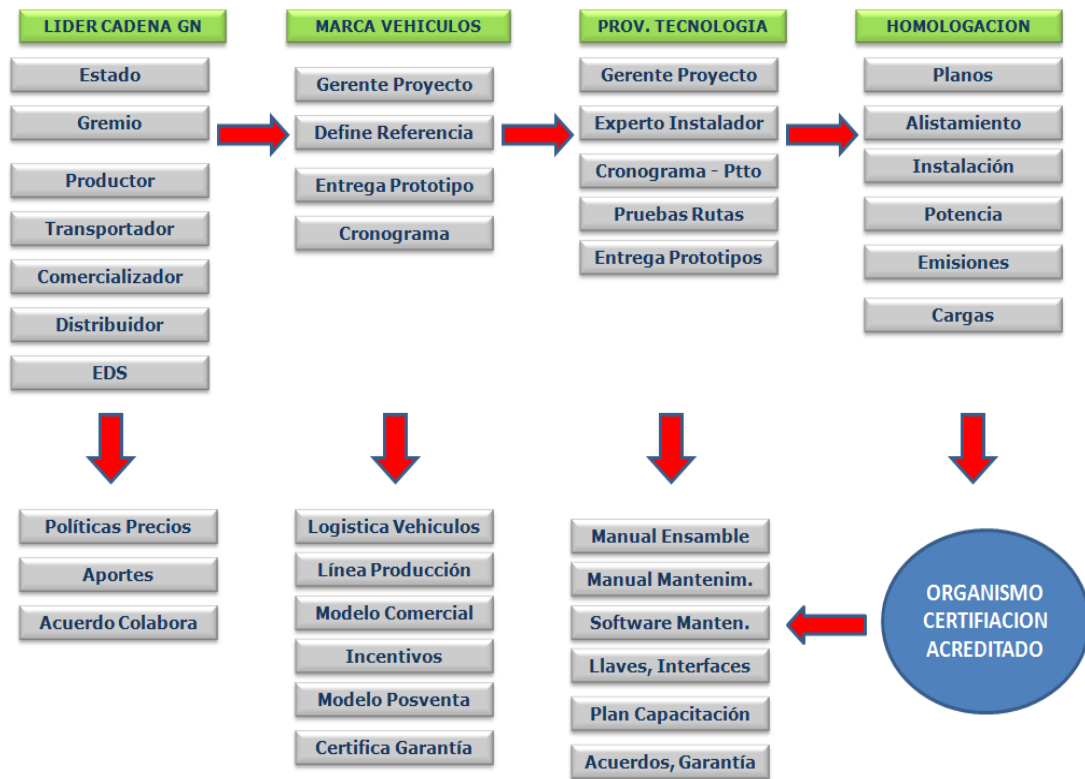 LIDER CADENA GN
Estado
Gremio
Productor
Transportador
Comercializador
Distribuidor
EDS
Políticas Precios
Aportes
Acuerdo Colabora
MARCA VEHICULOS
Gerente Proyecto
Define Referencia
Entrega Prototipo
Cronograma
Logistica Vehiculos
Línea Producción
Modelo Comercial
Incentivos
Modelo Posventa
Certifica Garantía
PROV. TECNOLOGIA
Gerente Proyecto
Experto Instalador
Cronograma - Ptto
Pruebas Rutas
Entrega Prototipos
Manual Ensamble
Manual Mantenim.
Software Manten.
Llaves, Interfaces
Plan Capacitación
Acuerdos, Garantía
HOMOLOGACION
Planos
Alistamiento
Instalación
Potencia
Emisiones
Cargas
ORGANISMO
CERTIFIACION
ACREDITADO